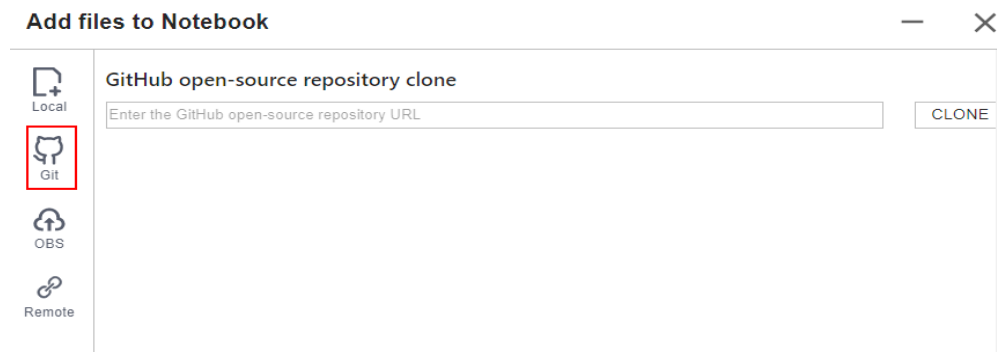 Add files to Notebook
Local
Git
OBS
Remote
GitHub open-source repository clone
Enter the GitHub open-source repository URL
CLONE